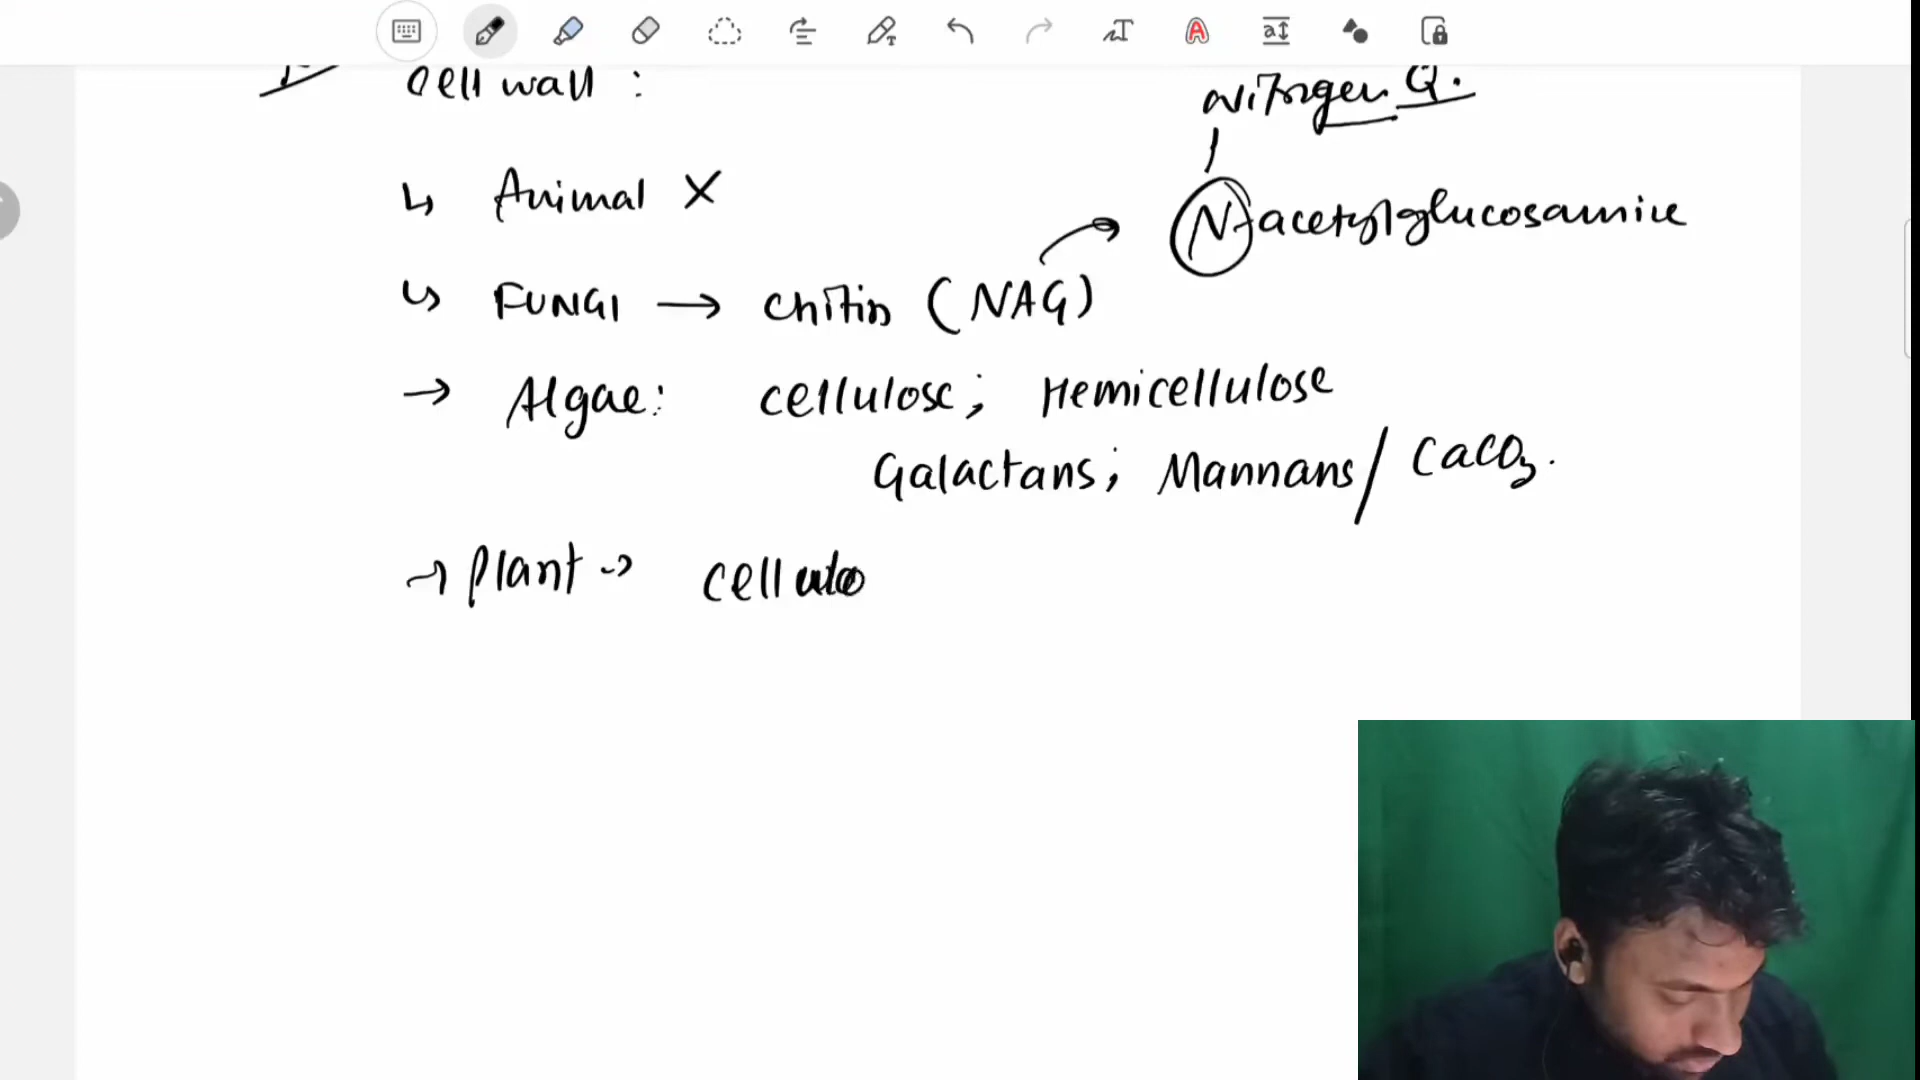 Cell wall :
Nitrogen Q.
↳ Animal X
N-acetylglucosamine
↳ FUNGI → Chitin (NAG)
→ Algae: cellulose; Hemicellulose
Galactans; Mannans / CaCO3.
→ Plant → cellulo